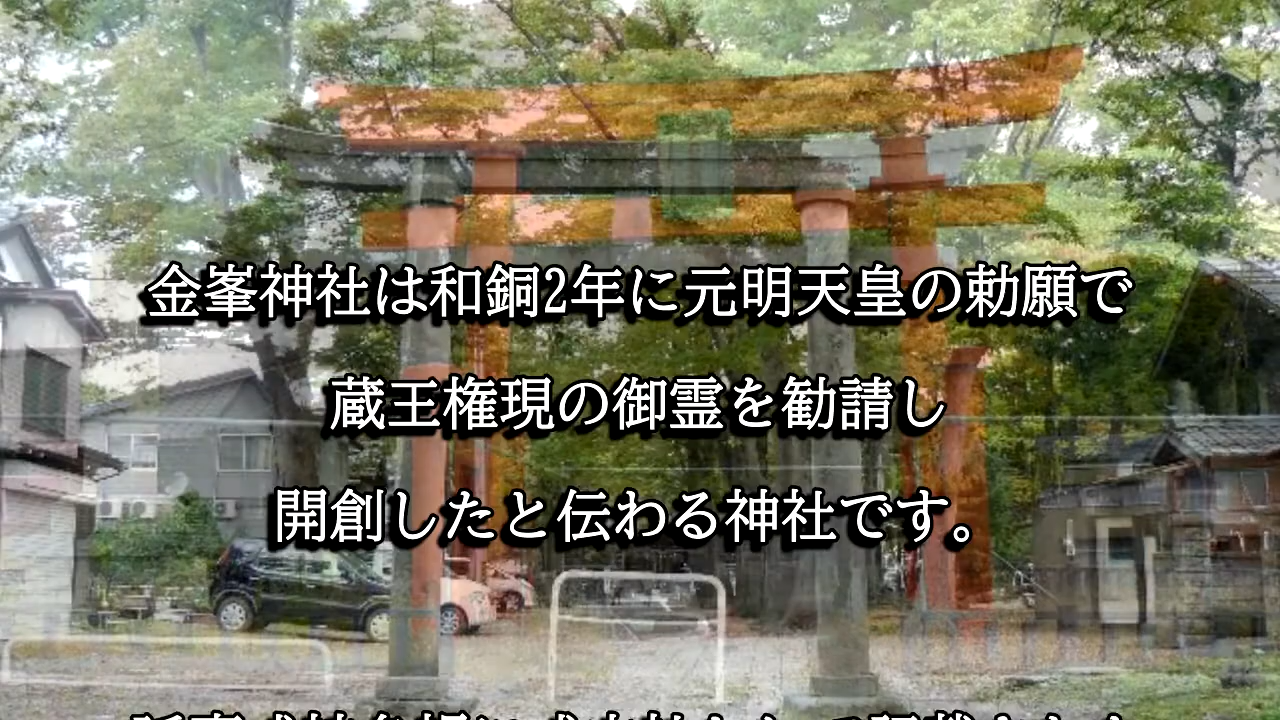 金峯神社は和銅2年に元明天皇の勅願で
蔵王権現の御霊を勧請し
開創したと伝わる神社です。